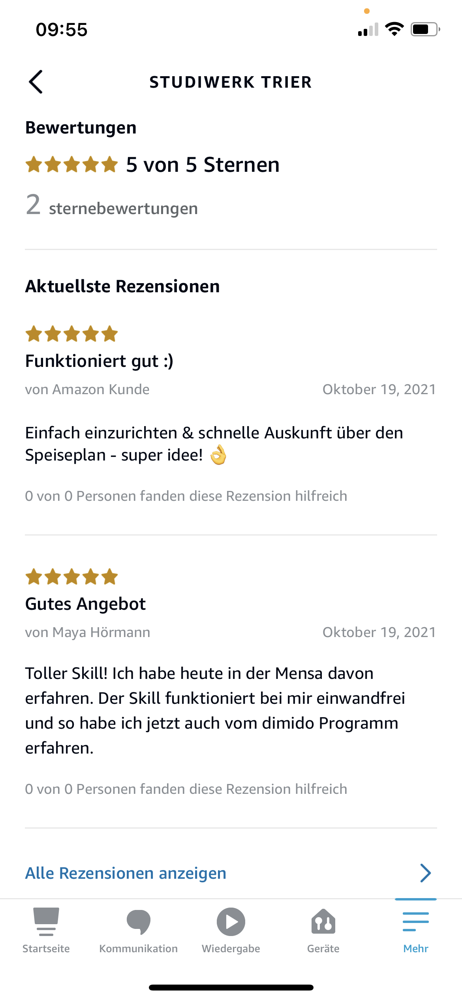 09:55
STUDIWERK TRIER
Bewertungen
5 von 5 Sternen
2 sternebewertungen
Aktuellste Rezensionen
Funktioniert gut :)
von Amazon Kunde Oktober 19, 2021
Einfach einzurichten & schnelle Auskunft über den
Speiseplan - super idee! 👌
0 von 0 Personen fanden diese Rezension hilfreich
Gutes Angebot
von Maya Hörmann Oktober 19, 2021
Toller Skill! Ich habe heute in der Mensa davon
erfahren. Der Skill funktioniert bei mir einwandfrei
und so habe ich jetzt auch vom dimido Programm
erfahren.
0 von 0 Personen fanden diese Rezension hilfreich
Alle Rezensionen anzeigen
Startseite Kommunikation Wiedergabe Geräte Mehr